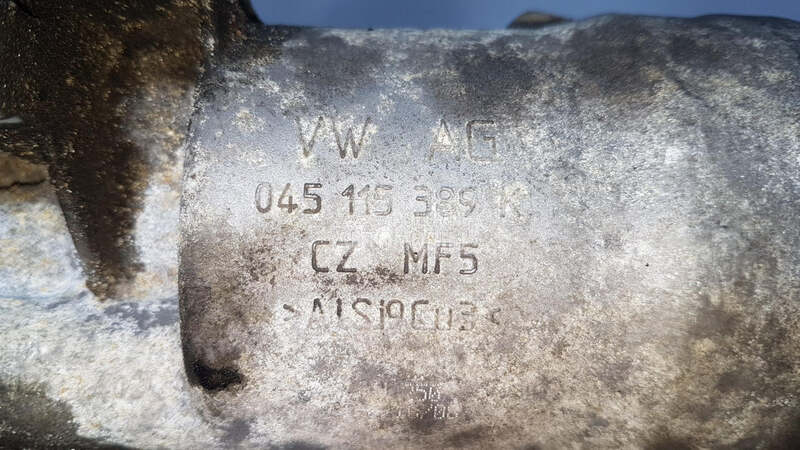 VW AG
045 115 389 K
CZ MF5
>AlSi9Cu3<